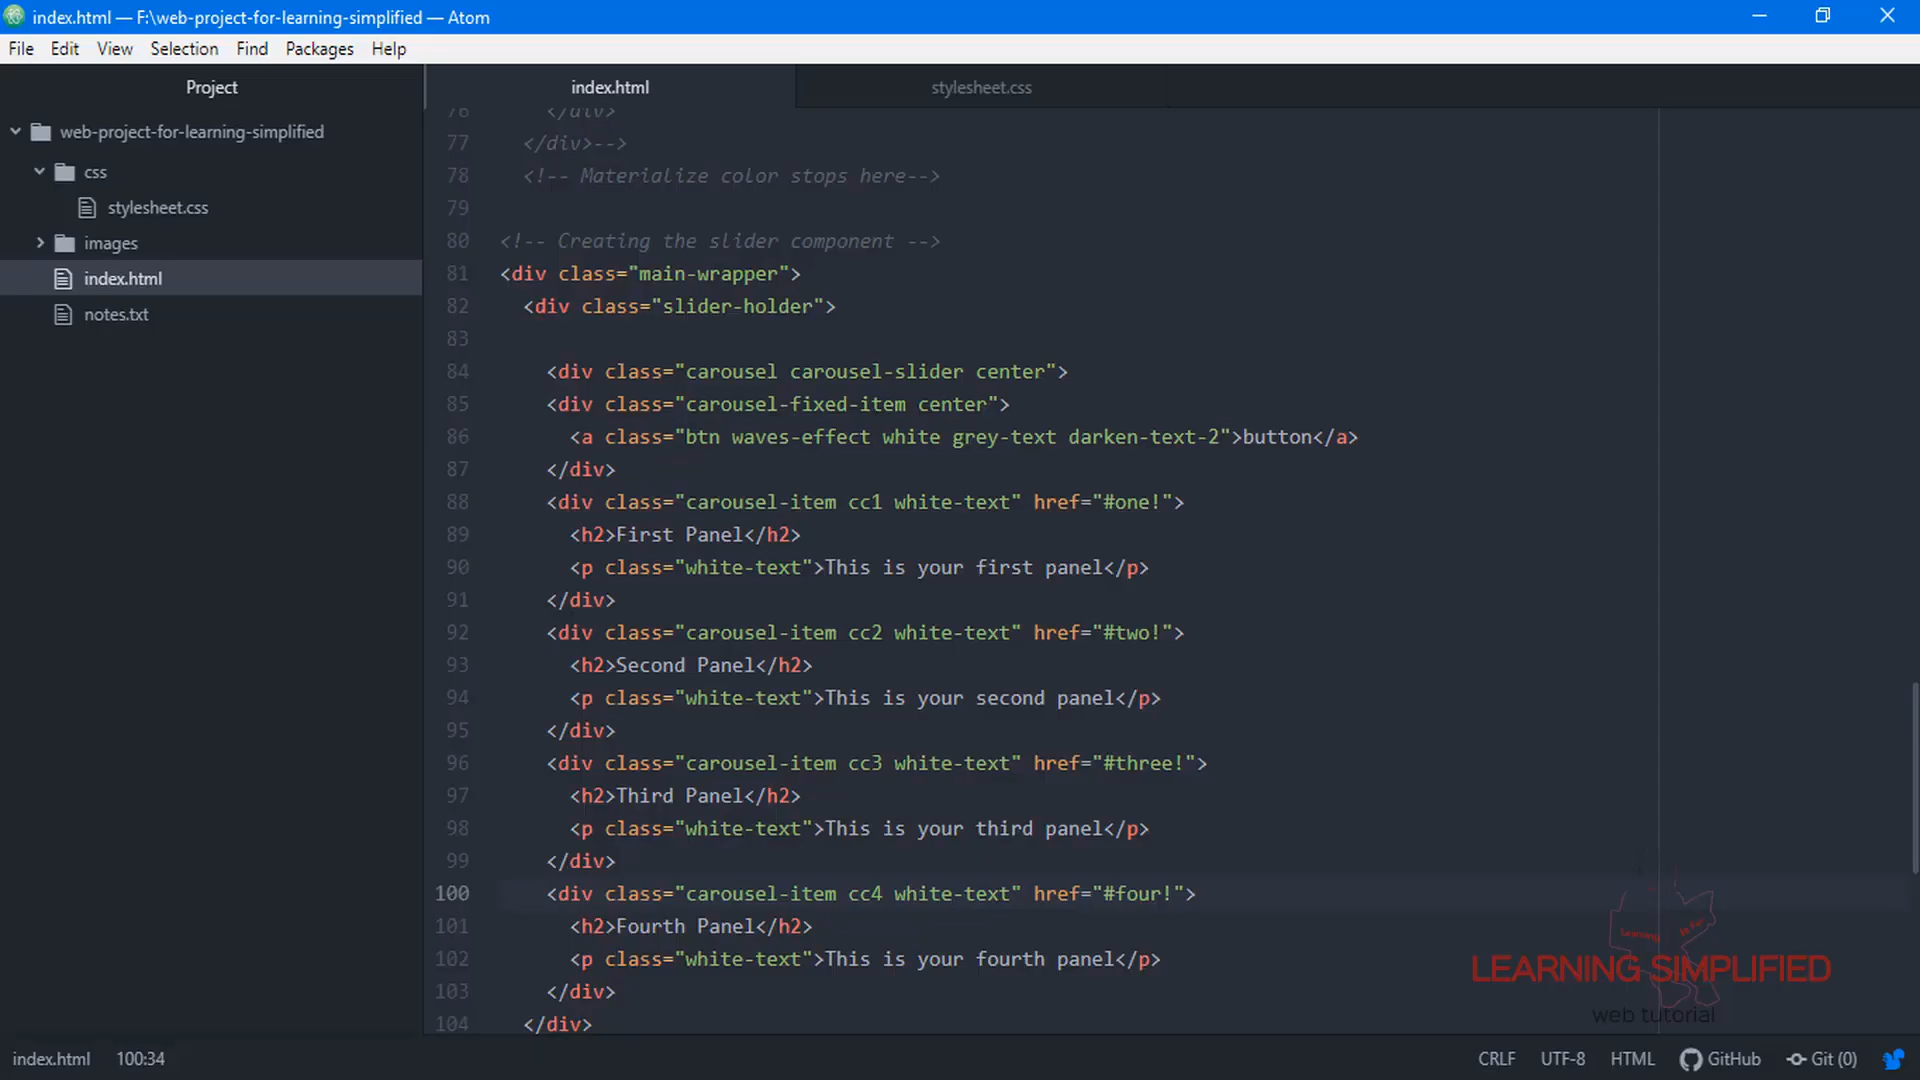 index.html — F:\web-project-for-learning-simplified — Atom
File Edit View Selection Find Packages Help
Project
web-project-for-learning-simplified
css
stylesheet.css
images
index.html
notes.txt
index.html stylesheet.css
76 </div>
77 </div>-->
78 <!-- Materialize color stops here-->
79
80 <!-- Creating the slider component -->
81 <div class="main-wrapper">
82 <div class="slider-holder">
83
84 <div class="carousel carousel-slider center">
85 <div class="carousel-fixed-item center">
86 <a class="btn waves-effect white grey-text darken-text-2">button</a>
87 </div>
88 <div class="carousel-item cc1 white-text" href="#one!">
89 <h2>First Panel</h2>
90 <p class="white-text">This is your first panel</p>
91 </div>
92 <div class="carousel-item cc2 white-text" href="#two!">
93 <h2>Second Panel</h2>
94 <p class="white-text">This is your second panel</p>
95 </div>
96 <div class="carousel-item cc3 white-text" href="#three!">
97 <h2>Third Panel</h2>
98 <p class="white-text">This is your third panel</p>
99 </div>
100 <div class="carousel-item cc4 white-text" href="#four!">
101 <h2>Fourth Panel</h2>
102 <p class="white-text">This is your fourth panel</p>
103 </div>
104 </div>
Learning
LEARNING SIMPLIFIED
web tutorial
index.html 100:34 CRLF UTF-8 HTML GitHub Git (0)